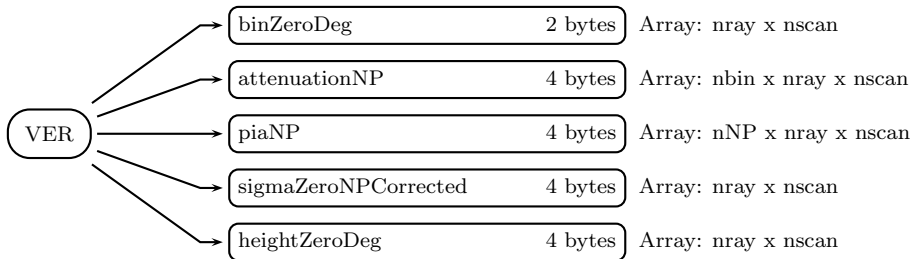 binZeroDeg 2 bytes Array: nray x nscan
attenuationNP 4 bytes Array: nbin x nray x nscan
VER piaNP 4 bytes Array: nNP x nray x nscan
sigmaZeroNPCorrected 4 bytes Array: nray x nscan
heightZeroDeg 4 bytes Array: nray x nscan